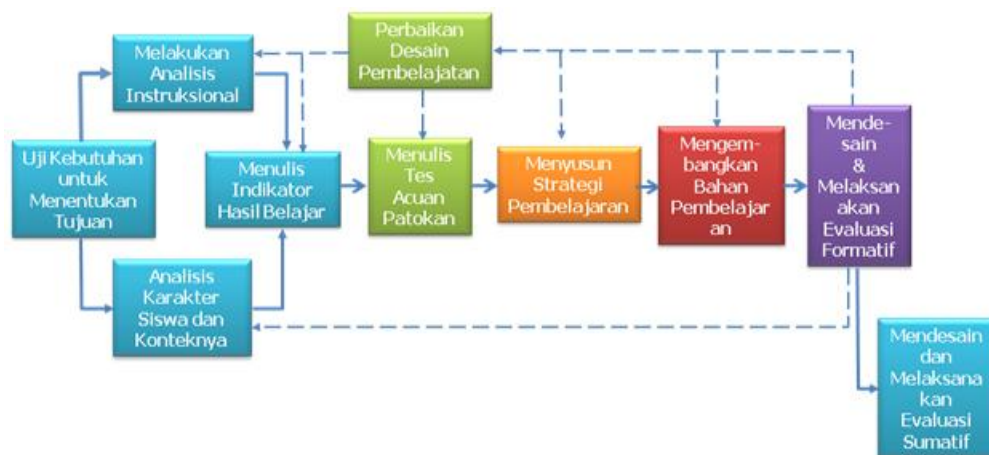 Melakukan
Analisis
Instruksional
Perbaikan
Desain
Pembelajatan
Uji Kebutuhan
untuk
Menentukan
Tujuan
Menulis
Indikator
Hasil Belajar
Menulis
Tes
Acuan
Patokan
Menyusun
Strategi
Pembelajaran
Mengem-
bangkan
Bahan
Pembelajar
an
Mende-
sain
&
Melaksan
akan
Evaluasi
Formatif
Analisis
Karakter
Siswa dan
Konteknya
Mendesain
dan
Melaksana
kan
Evaluasi
Sumatif